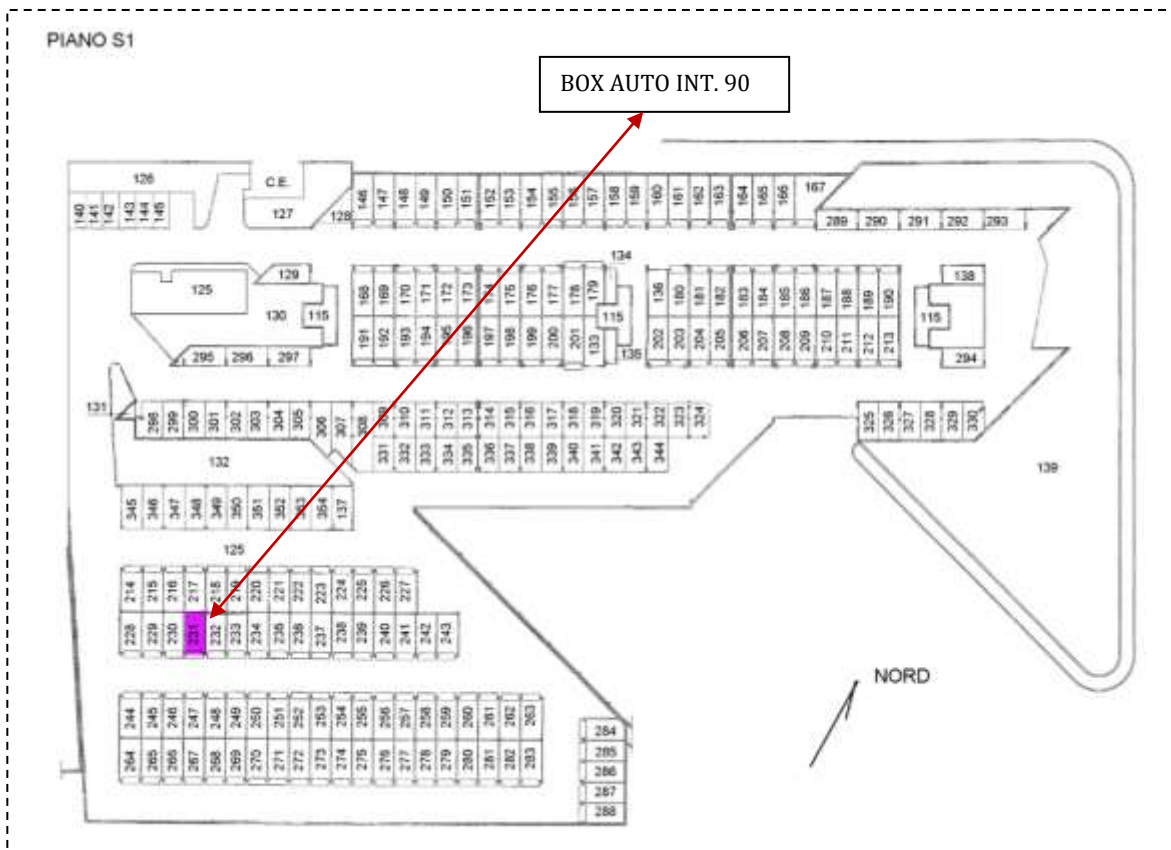 PIANO S1
BOX AUTO INT. 90
126 C.E. 146 147 148 149 150 151 152 153 154 155 156 157 158 159 160 161 162 163 164 165 166 167
140 141 142 143 144 145 127 128 289 290 291 292 293
134
129 168 169 170 171 172 173 174 175 176 177 178 179 136 180 181 182 183 184 185 186 187 188 189 190 138
125
130 115 115 115
191 192 193 194 195 196 197 198 199 200 201 133 202 203 204 205 206 207 208 209 210 211 212 213
295 296 297 135 294
131 298 299 300 301 302 303 304 305 306 307 308 309 310 311 312 313 314 315 316 317 318 319 320 321 322 323 324 325 326 327 328 329 330
331 332 333 334 335 336 337 338 339 340 341 342 343 344
132 139
345 346 347 348 349 350 351 352 353 354 137
125
214 215 216 217 218 219 220 221 222 223 224 225 226 227
228 229 230 231 232 233 234 235 236 237 238 239 240 241 242 243
NORD
244 245 246 247 248 249 250 251 252 253 254 255 256 257 258 259 260 261 262 263
284
264 265 266 267 268 269 270 271 272 273 274 275 276 277 278 279 280 281 282 283
285
286
287
288